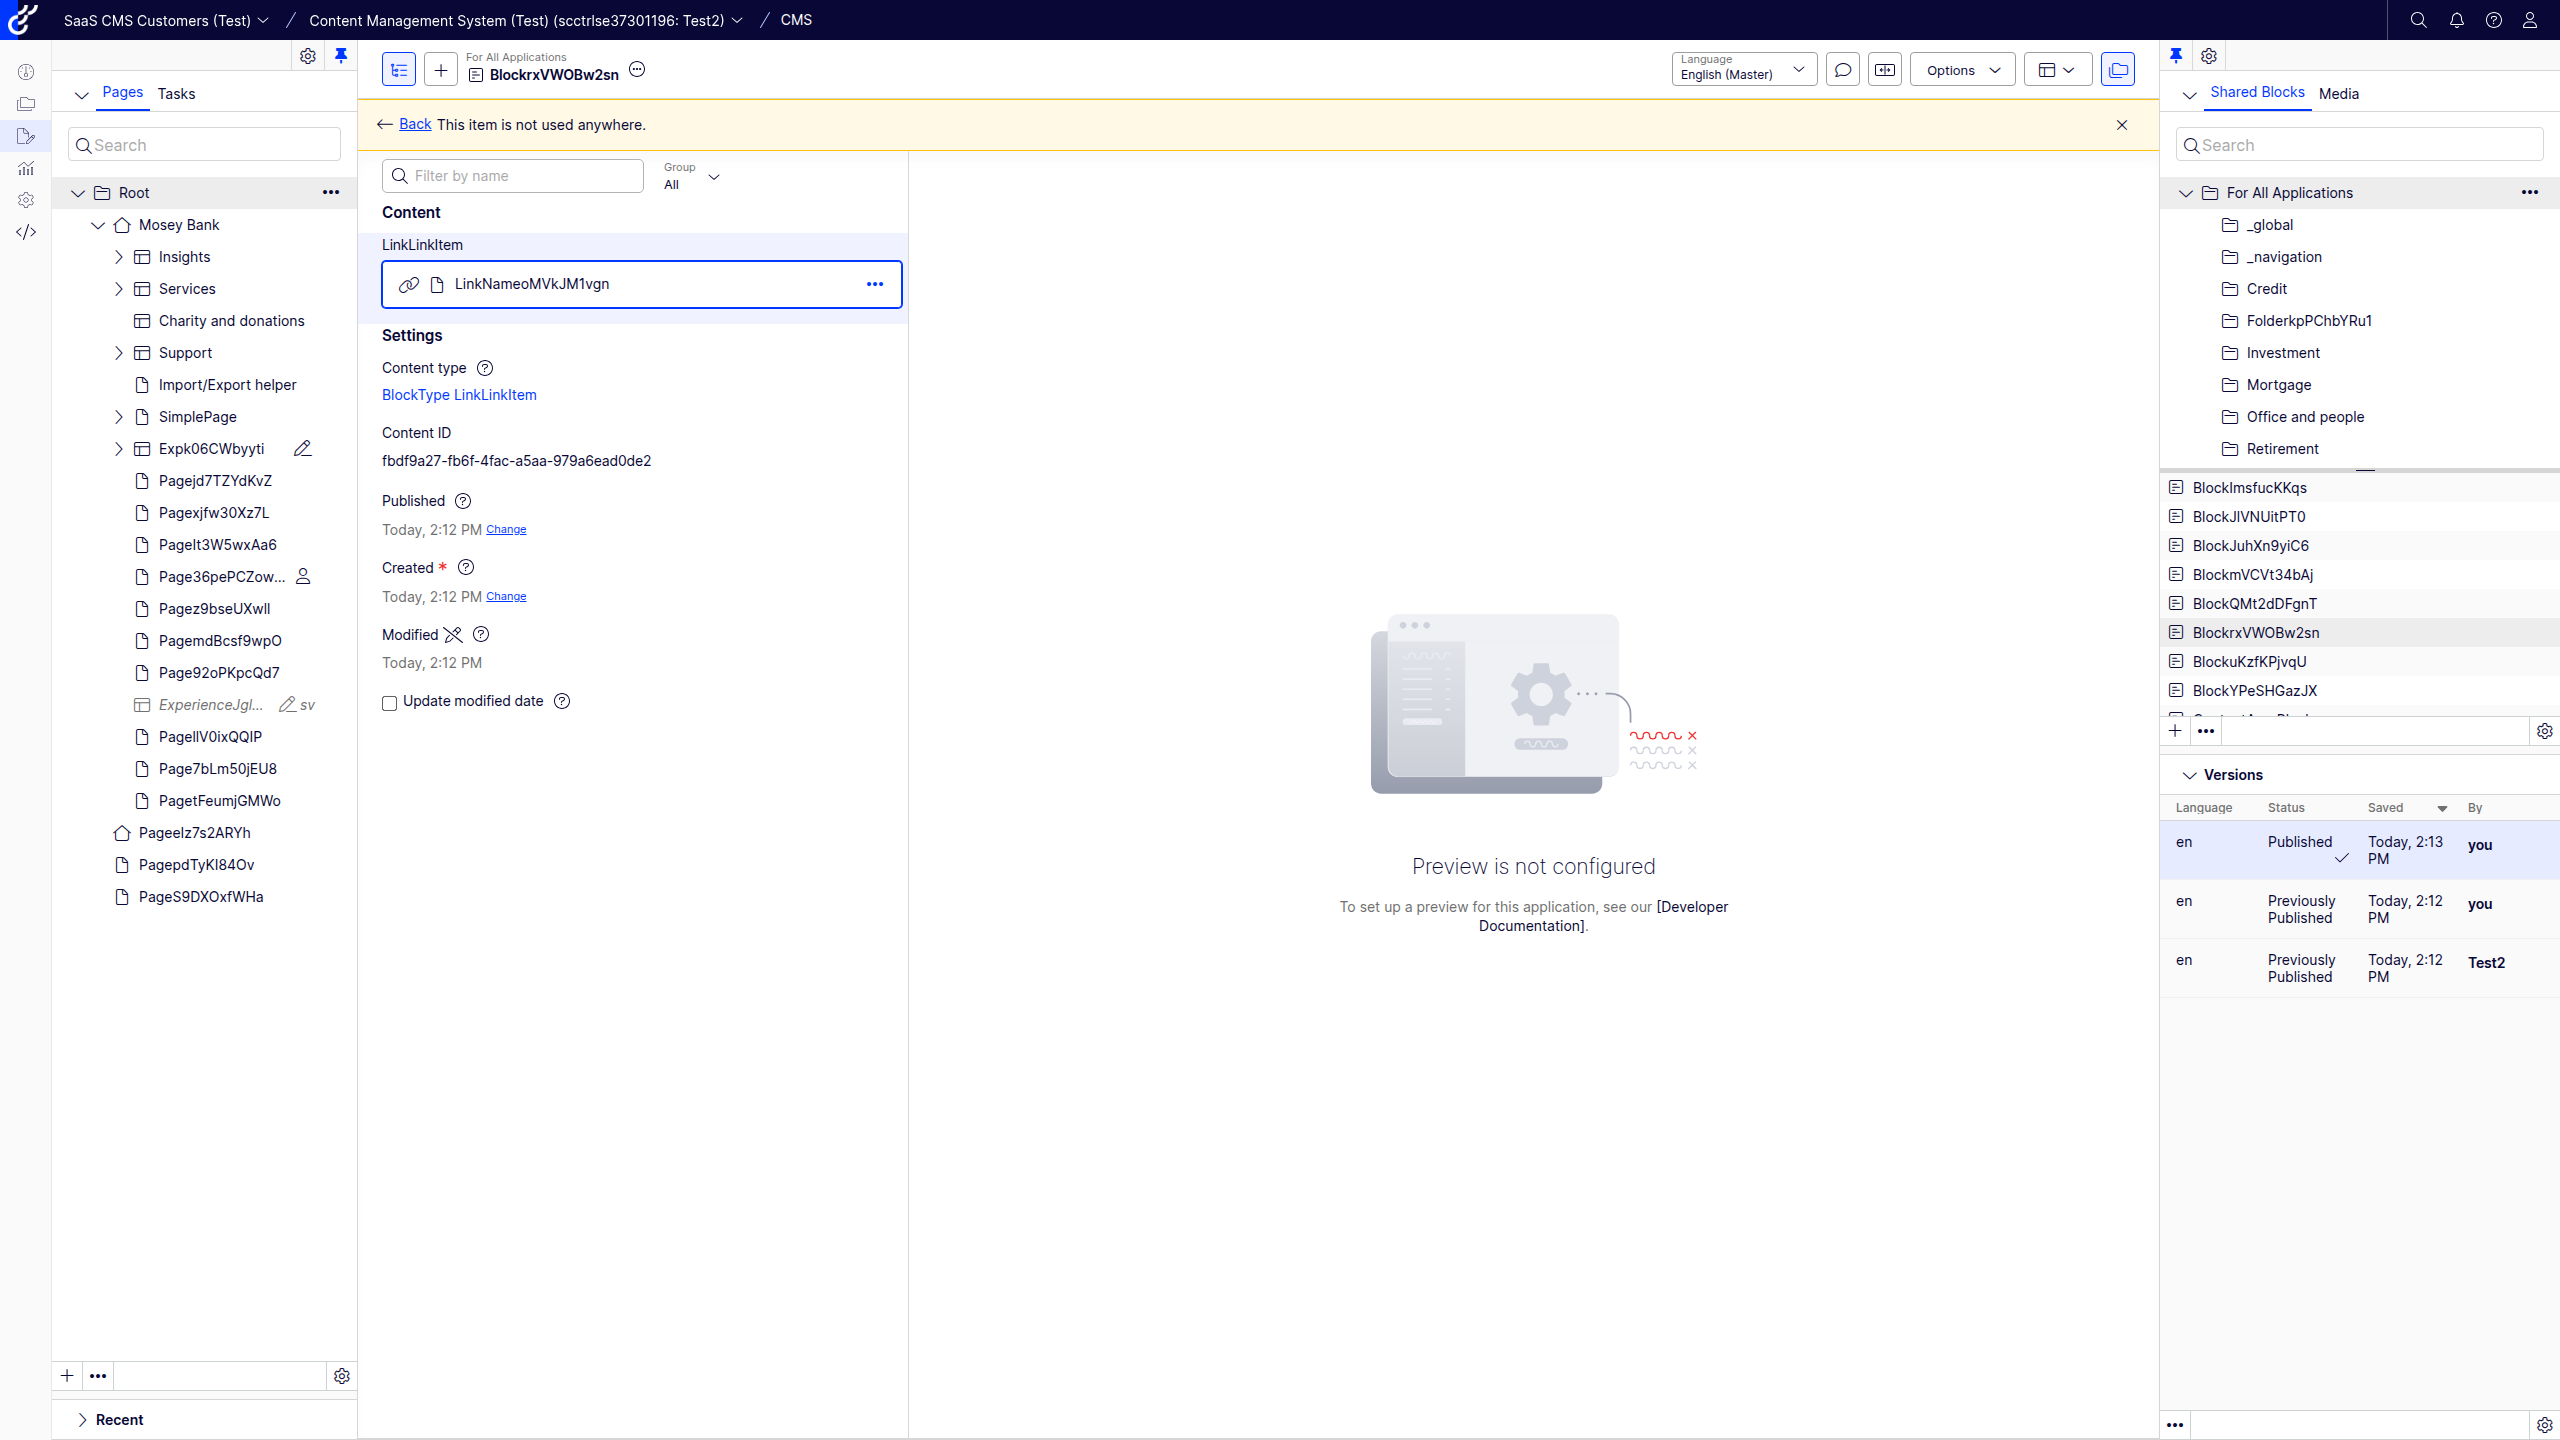 SaaS CMS Customers (Test)
Content Management System (Test) (scctrlse37301196: Test2)
CMS
Pages
Tasks
Search
Root
Mosey Bank
Insights
Services
Charity and donations
Support
Import/Export helper
SimplePage
Expk06CWbyyti
Pagejd7TZYdKvZ
Pagexjfw30Xz7L
PageIt3W5wxAa6
Page36pePCZow...
Pagez9bseUXwII
PagemdBcsf9wpO
Page92oPKpcQd7
ExperienceJgl... sv
PagellV0ixQQIP
Page7bLm50jEU8
PagetFeumjGMWo
Pageelz7s2ARYh
PagepdTyKI84Ov
PageS9DXOxfWHa
Recent
For All Applications
BlockrxVWOBw2sn
Language
English (Master)
Options
Back This item is not used anywhere.
Filter by name
Group
All
Content
LinkLinkItem
LinkNameoMVkJM1vgn
Settings
Content type
BlockType LinkLinkItem
Content ID
fbdf9a27-fb6f-4fac-a5aa-979a6ead0de2
Published
Today, 2:12 PM Change
Created *
Today, 2:12 PM Change
Modified
Today, 2:12 PM
Update modified date
Preview is not configured
To set up a preview for this application, see our [Developer
Documentation].
Shared Blocks
Media
Search
For All Applications
_global
_navigation
Credit
FolderkpPChbYRu1
Investment
Mortgage
Office and people
Retirement
BlockImsfucKKqs
BlockJIVNUitPT0
BlockJuhXn9yiC6
BlockmVCVt34bAj
BlockQMt2dDFgnT
BlockrxVWOBw2sn
BlockuKzfKPjvqU
BlockYPeSHGazJX
Versions
Language Status Saved By
en Published Today, 2:13 PM you
en Previously Published Today, 2:12 PM you
en Previously Published Today, 2:12 PM Test2